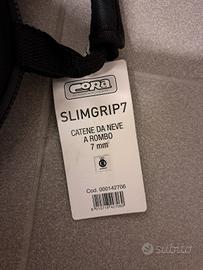 CORA
SLIMGRIP7
CATENE DA NEVE
A ROMBO
7 mm
Cod. 000142706
subito